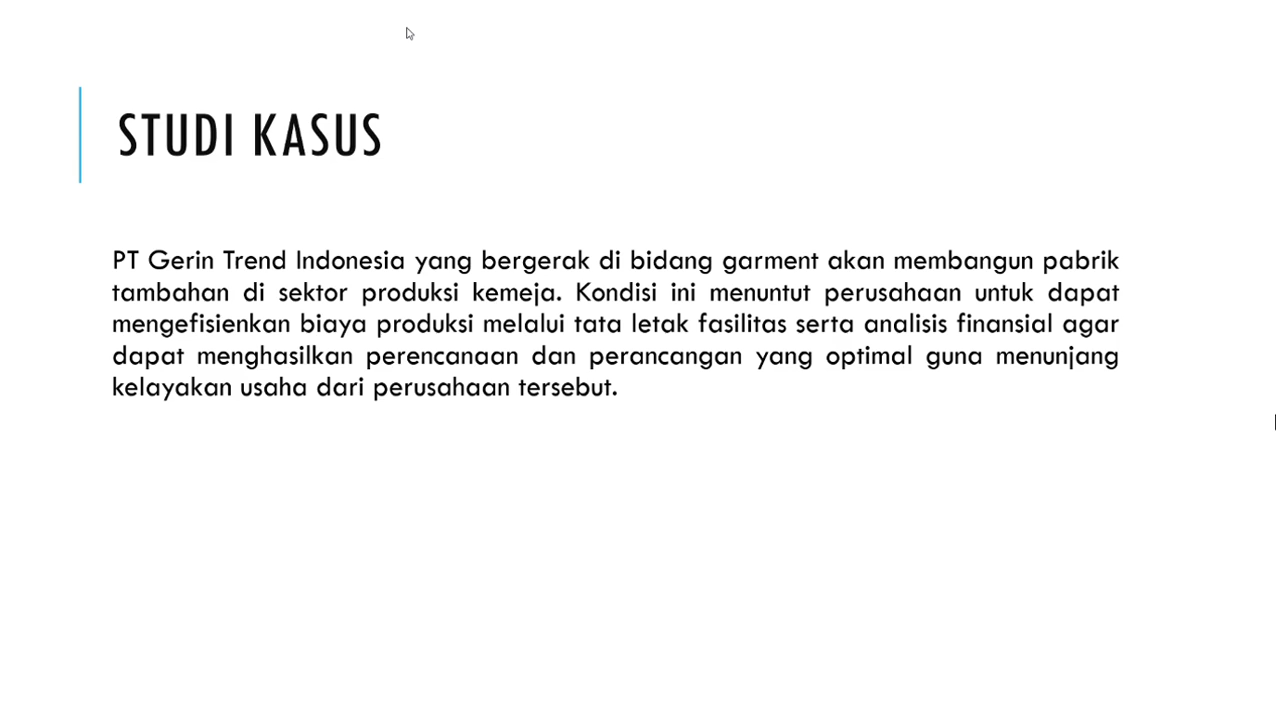 STUDI KASUS
PT Gerin Trend Indonesia yang bergerak di bidang garment akan membangun pabrik
tambahan di sektor produksi kemeja. Kondisi ini menuntut perusahaan untuk dapat
mengefisienkan biaya produksi melalui tata letak fasilitas serta analisis finansial agar
dapat menghasilkan perencanaan dan perancangan yang optimal guna menunjang
kelayakan usaha dari perusahaan tersebut.